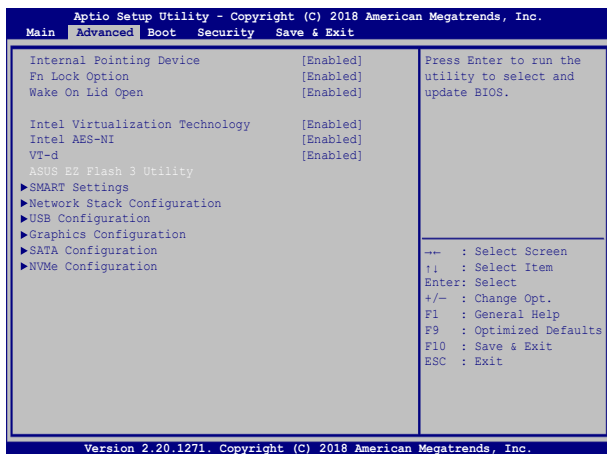 Aptio Setup Utility - Copyright (C) 2018 American Megatrends, Inc.
Main Advanced Boot Security Save & Exit
Internal Pointing Device [Enabled]
Fn Lock Option [Enabled]
Wake On Lid Open [Enabled]
Intel Virtualization Technology [Enabled]
Intel AES-NI [Enabled]
VT-d [Enabled]
ASUS EZ Flash 3 Utility
▶SMART Settings
▶Network Stack Configuration
▶USB Configuration
▶Graphics Configuration
▶SATA Configuration
▶NVMe Configuration
Press Enter to run the
utility to select and
update BIOS.
→← : Select Screen
↑↓ : Select Item
Enter: Select
+/— : Change Opt.
F1 : General Help
F9 : Optimized Defaults
F10 : Save & Exit
ESC : Exit
Version 2.20.1271. Copyright (C) 2018 American Megatrends, Inc.